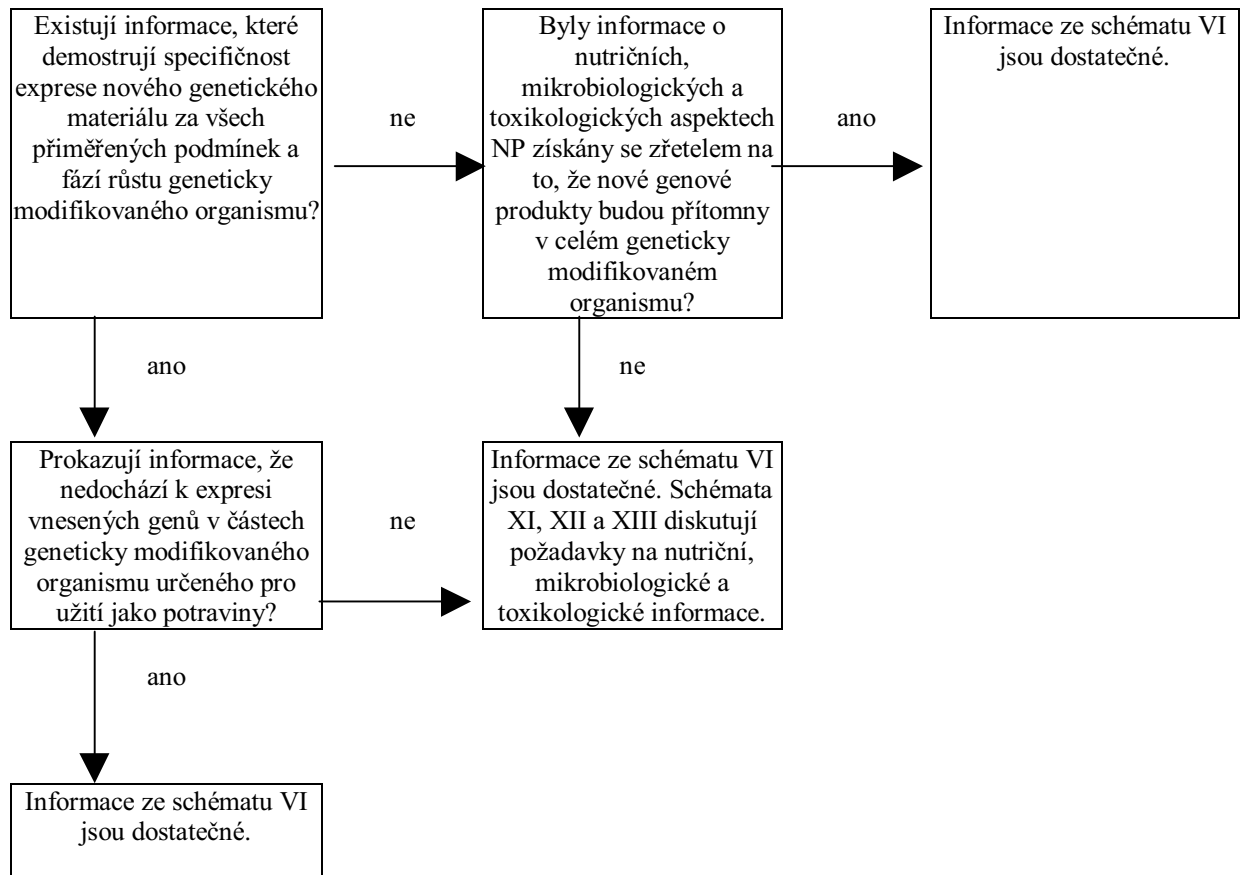 Existují informace, které
demostrují specifičnost
exprese nového genetického
materiálu za všech
přiměřených podmínek a
fází růstu geneticky
modifikovaného organismu?
ne
Byly informace o
nutričních,
mikrobiologických a
toxikologických aspektech
NP získány se zřetelem na
to, že nové genové
produkty budou přítomny
v celém geneticky
modifikovaném
organismu?
ano
Informace ze schématu VI
jsou dostatečné.
ano
ne
Prokazují informace, že
nedochází k expresi
vnesených genů v částech
geneticky modifikovaného
organismu určeného pro
užití jako potraviny?
ne
Informace ze schématu VI
jsou dostatečné. Schémata
XI, XII a XIII diskutují
požadavky na nutriční,
mikrobiologické a
toxikologické informace.
ano
Informace ze schématu VI
jsou dostatečné.